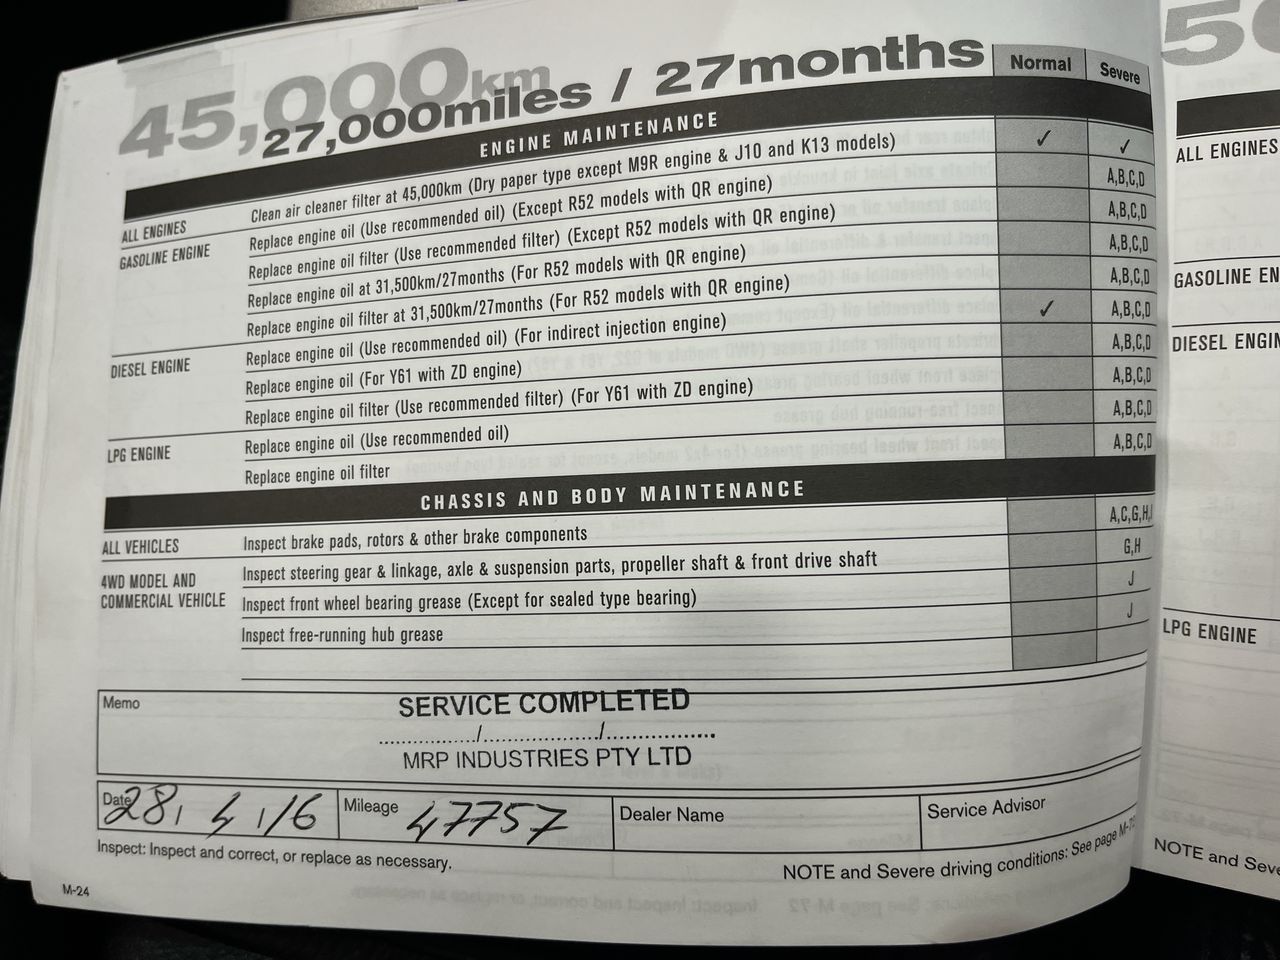 45,000km
27,000miles / 27months
Normal
Severe
ENGINE MAINTENANCE
ALL ENGINES
Clean air cleaner filter at 45,000km (Dry paper type except M9R engine & J10 and K13 models)
✓
✓
GASOLINE ENGINE
Replace engine oil (Use recommended oil) (Except R52 models with QR engine)
A,B,C,D
Replace engine oil filter (Use recommended filter) (Except R52 models with QR engine)
A,B,C,D
Replace engine oil at 31,500km/27months (For R52 models with QR engine)
A,B,C,D
Replace engine oil filter at 31,500km/27months (For R52 models with QR engine)
A,B,C,D
DIESEL ENGINE
Replace engine oil (Use recommended oil) (For indirect injection engine)
✓
A,B,C,D
Replace engine oil (For Y61 with ZD engine)
A,B,C,D
Replace engine oil filter (Use recommended filter) (For Y61 with ZD engine)
A,B,C,D
LPG ENGINE
Replace engine oil (Use recommended oil)
A,B,C,D
Replace engine oil filter
A,B,C,D
CHASSIS AND BODY MAINTENANCE
ALL VEHICLES
Inspect brake pads, rotors & other brake components
A,C,G,H,
Inspect steering gear & linkage, axle & suspension parts, propeller shaft & front drive shaft
G,H
4WD MODEL AND
COMMERCIAL VEHICLE
Inspect front wheel bearing grease (Except for sealed type bearing)
J
Inspect free-running hub grease
J
Memo
SERVICE COMPLETED
................/..................../...................
MRP INDUSTRIES PTY LTD
Date 28, 4, 16
Mileage 47757
Dealer Name
Service Advisor
Inspect: Inspect and correct, or replace as necessary.
NOTE and Severe driving conditions: See page M-72
M-24
ALL ENGINES
GASOLINE EN
DIESEL ENGIN
LPG ENGINE
NOTE and Seve